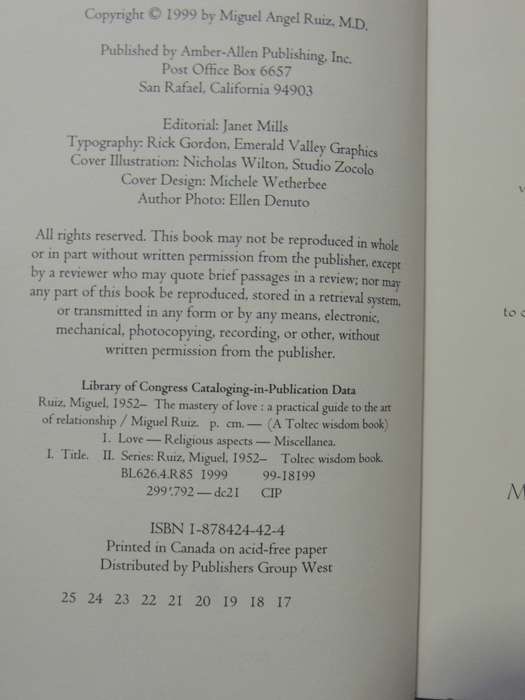 Copyright © 1999 by Miguel Angel Ruiz, M.D.
Published by Amber-Allen Publishing, Inc.
Post Office Box 6657
San Rafael, California 94903
Editorial: Janet Mills
Typography: Rick Gordon, Emerald Valley Graphics
Cover Illustration: Nicholas Wilton, Studio Zocolo
Cover Design: Michele Wetherbee
Author Photo: Ellen Denuto
All rights reserved. This book may not be reproduced in whole
or in part without written permission from the publisher, except
by a reviewer who may quote brief passages in a review; nor may
any part of this book be reproduced, stored in a retrieval system,
or transmitted in any form or by any means, electronic,
mechanical, photocopying, recording, or other, without
written permission from the publisher.
Library of Congress Cataloging-in-Publication Data
Ruiz, Miguel, 1952– The mastery of love : a practical guide to the art
of relationship / Miguel Ruiz. p. cm.— (A Toltec wisdom book)
I. Love — Religious aspects — Miscellanea.
I. Title. II. Series: Ruiz, Miguel, 1952– Toltec wisdom book.
BL626.4.R85 1999 99-18199
299'.792 — dc21 CIP
ISBN 1-878424-42-4
Printed in Canada on acid-free paper
Distributed by Publishers Group West
25 24 23 22 21 20 19 18 17
to
M